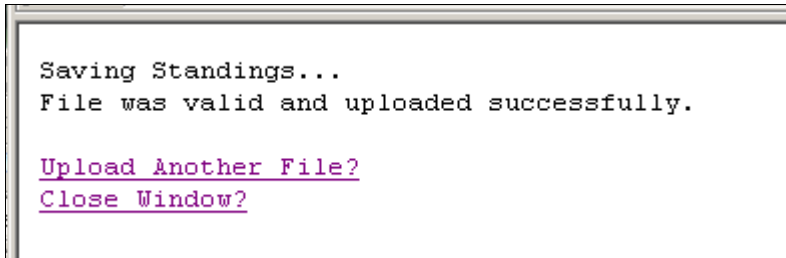 Saving Standings...
File was valid and uploaded successfully.
Upload Another File?
Close Window?